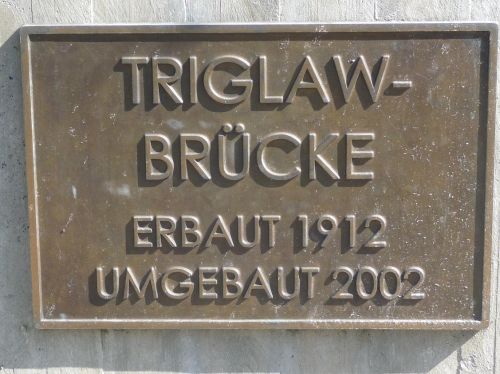 TRIGLAW-
BRÜCKE
ERBAUT 1912
UMGEBAUT 2002